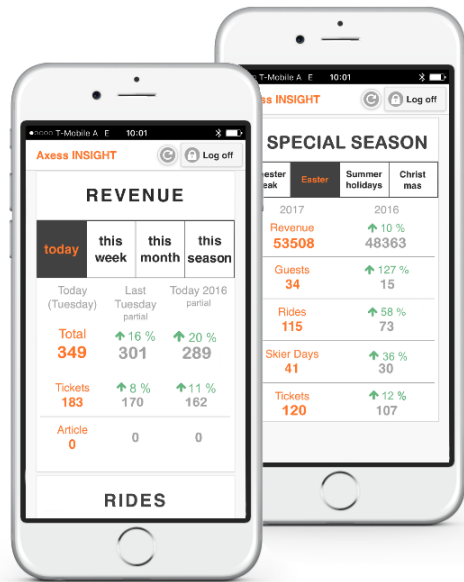 T-Mobile A E 10:01
Axess INSIGHT Log off
REVENUE
today this week this month this season
Today (Tuesday) Last Tuesday partial Today 2016 partial
Total
349 16 % 301 20 % 289
Tickets
183 8 % 170 11 % 162
Article
0 0 0
RIDES
T-Mobile A E 10:01
ss INSIGHT Log off
SPECIAL SEASON
ester eak Easter Summer holidays Christ mas
2017 2016
Revenue 10 %
53508 48363
Guests 127 %
34 15
Rides 58 %
115 73
Skier Days 36 %
41 30
Tickets 12 %
120 107